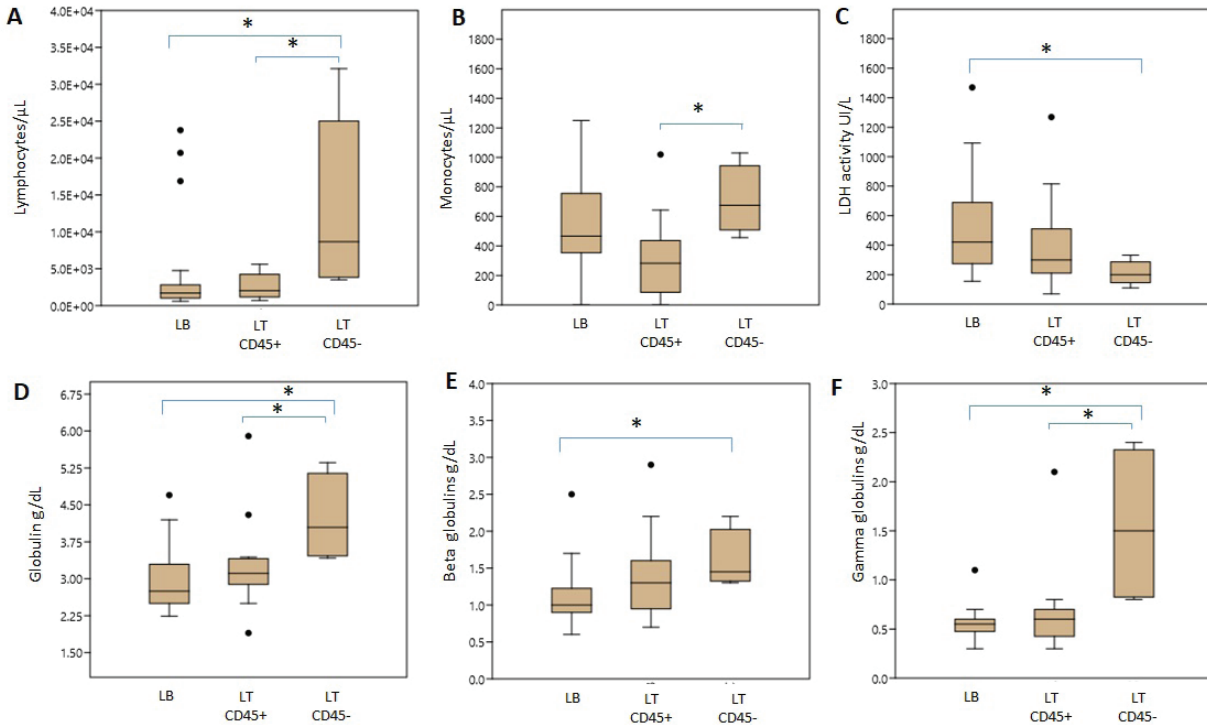 A
Lymphocytes/µL
4.0E+04
3.5E+04
3.0E+04
2.5E+04
2.0E+04
1.5E+04
1.0E+04
5.0E+03
0.0E+00
*
*
LB
LT
CD45+
LT
CD45-
B
Monocytes/µL
1800
1600
1400
1200
1000
800
600
400
200
0
*
LB
LT
CD45+
LT
CD45-
C
LDH activity UI/L
1800
1600
1400
1200
1000
800
600
400
200
0
*
LB
LT
CD45+
LT
CD45-
D
Globulin g/dL
6.75
6.00
5.25
4.50
3.75
3.00
2.25
1.50
*
*
LB
LT
CD45+
LT
CD45-
E
Beta globulins g/dL
4.0
3.5
3.0
2.5
2.0
1.5
1.0
0.5
0.0
*
LB
LT
CD45+
LT
CD45-
F
Gamma globulins g/dL
3.0
2.5
2.0
1.5
1.0
0.5
0.0
*
*
LB
LT
CD45+
LT
CD45-